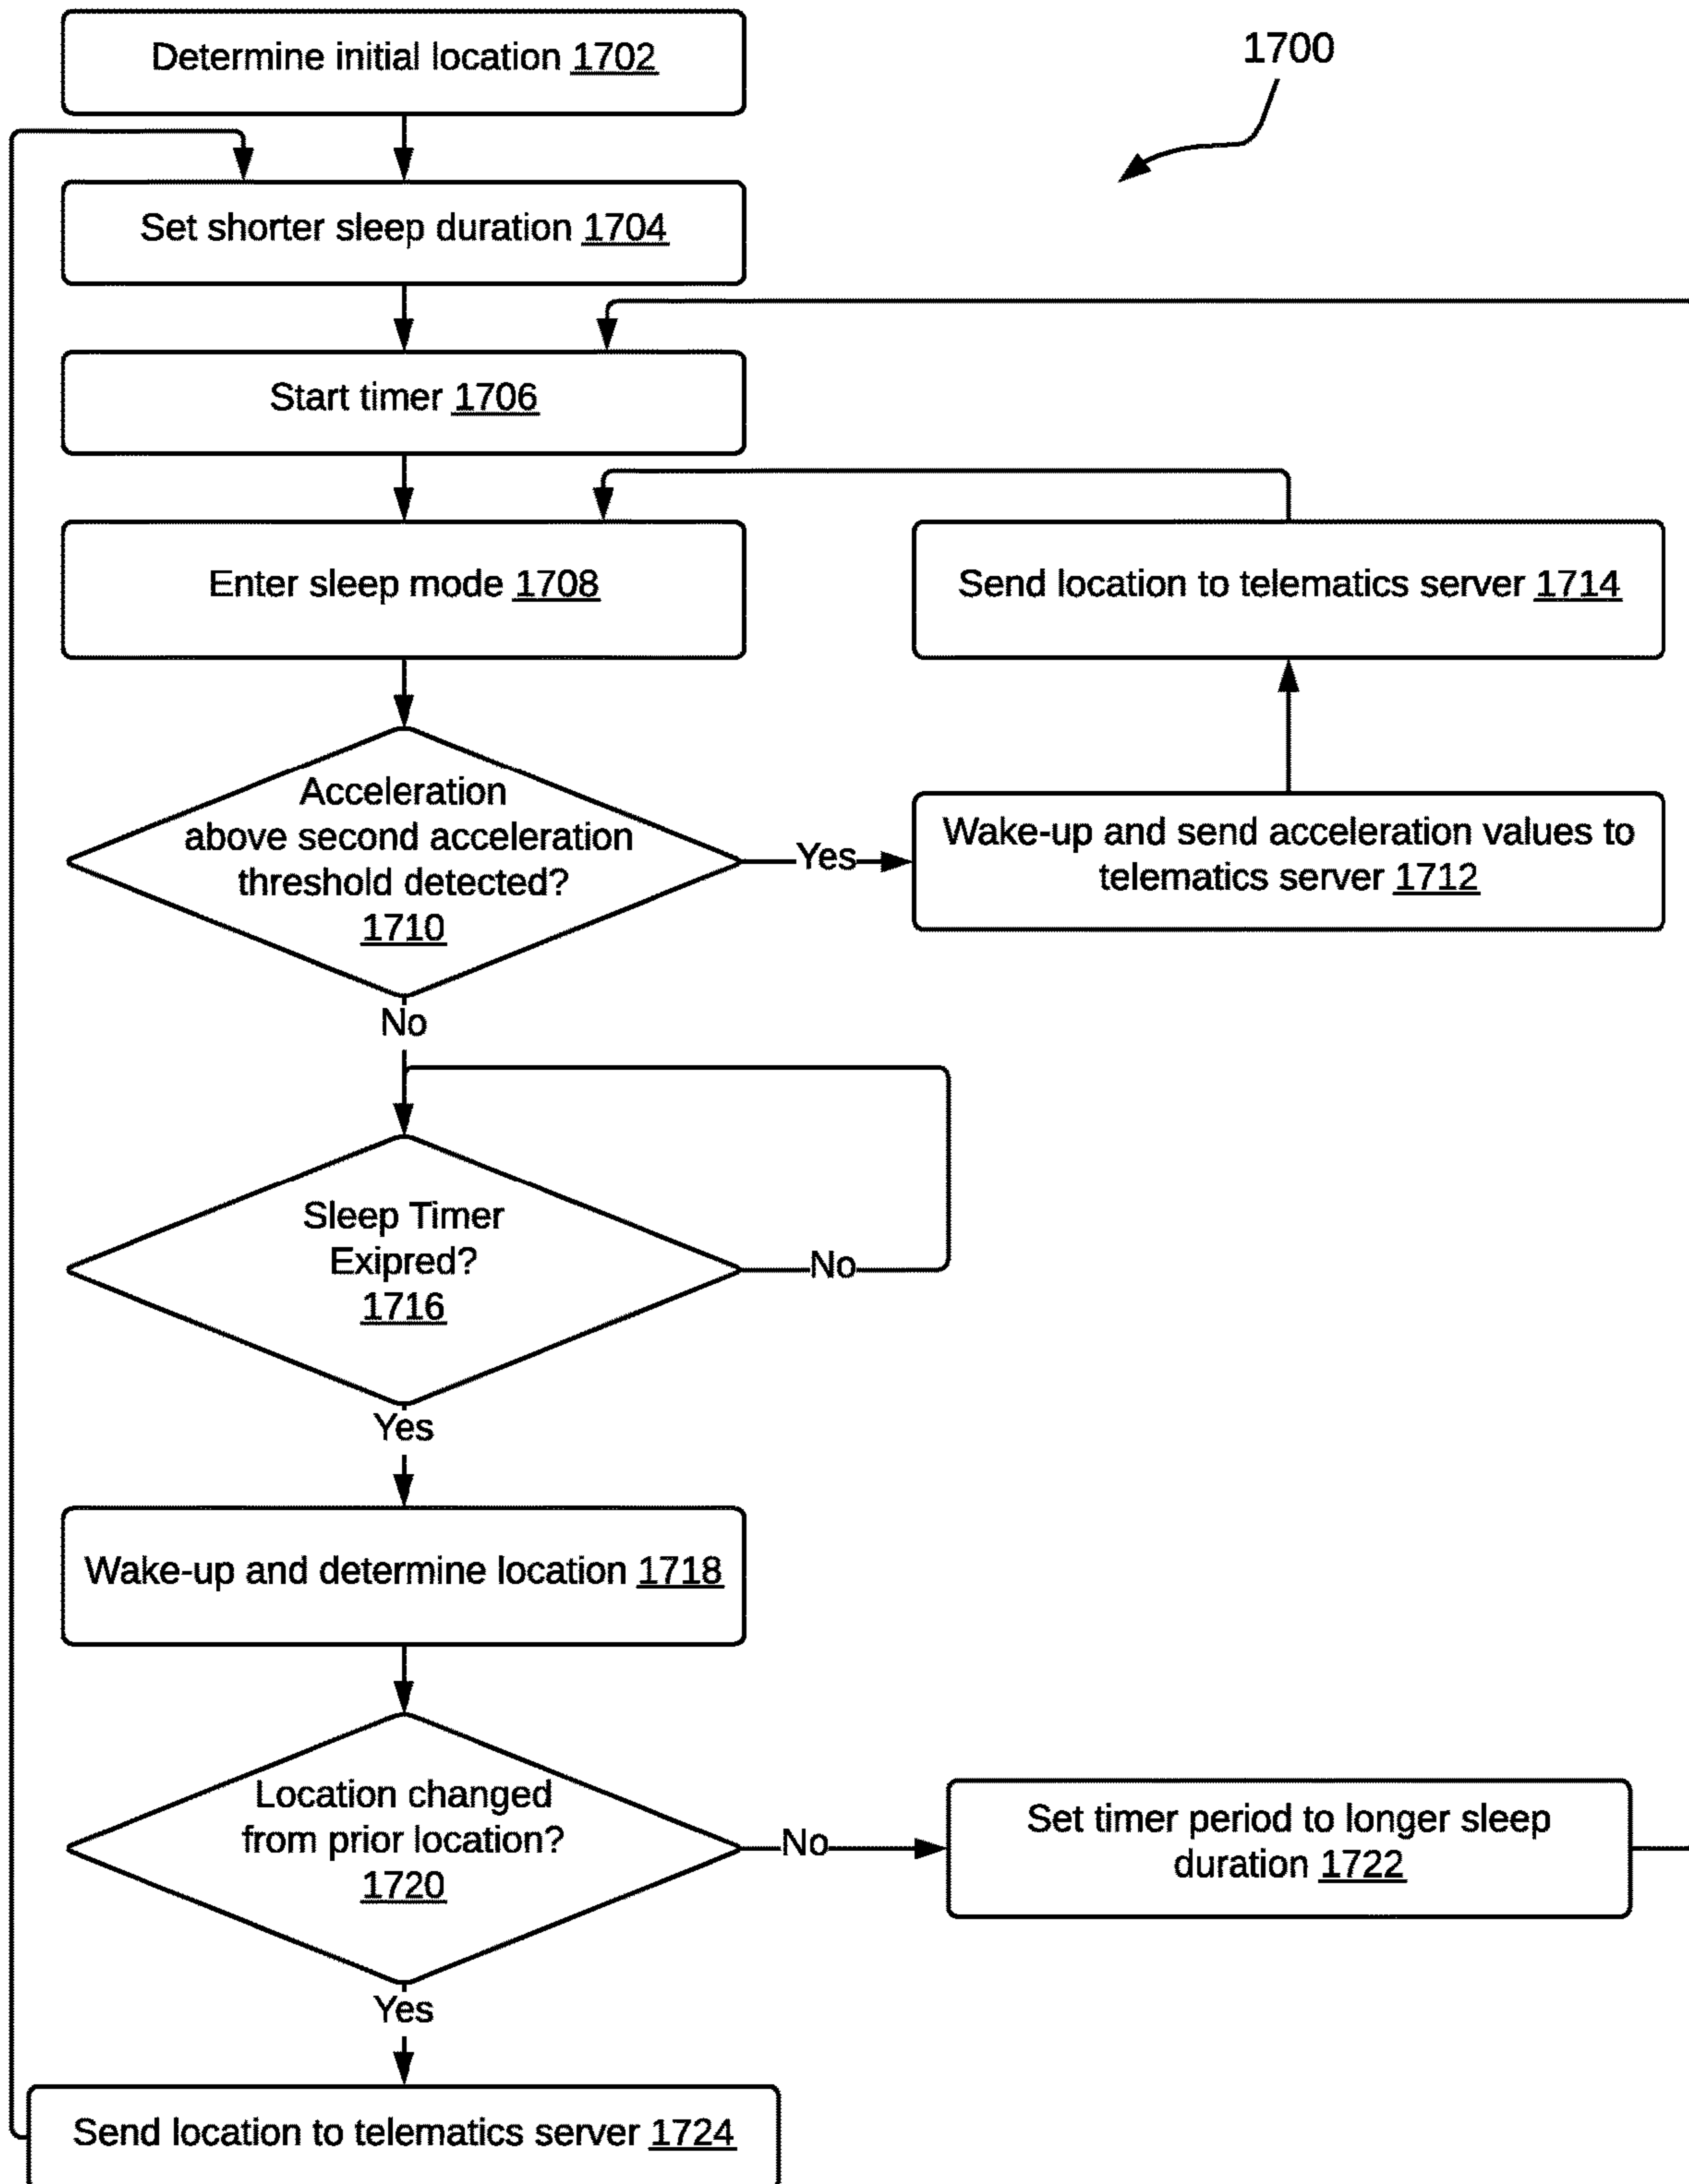 Determine initial location 1702
1700
Set shorter sleep duration 1704
Start timer 1706
Enter sleep mode 1708
Send location to telematics server 1714
Acceleration
above second acceleration
threshold detected?
1710
Yes
Wake-up and send acceleration values to
telematics server 1712
No
Sleep Timer
Exipred?
1716
No
Yes
Wake-up and determine location 1718
Location changed
from prior location?
1720
No
Set timer period to longer sleep
duration 1722
Yes
Send location to telematics server 1724